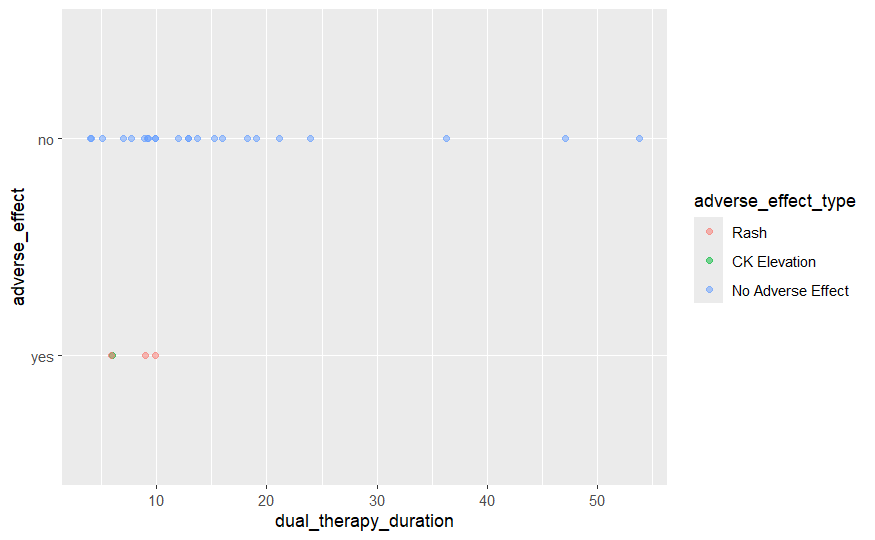 no
yes
adverse_effect
10 20 30 40 50
dual_therapy_duration
adverse_effect_type
Rash
CK Elevation
No Adverse Effect